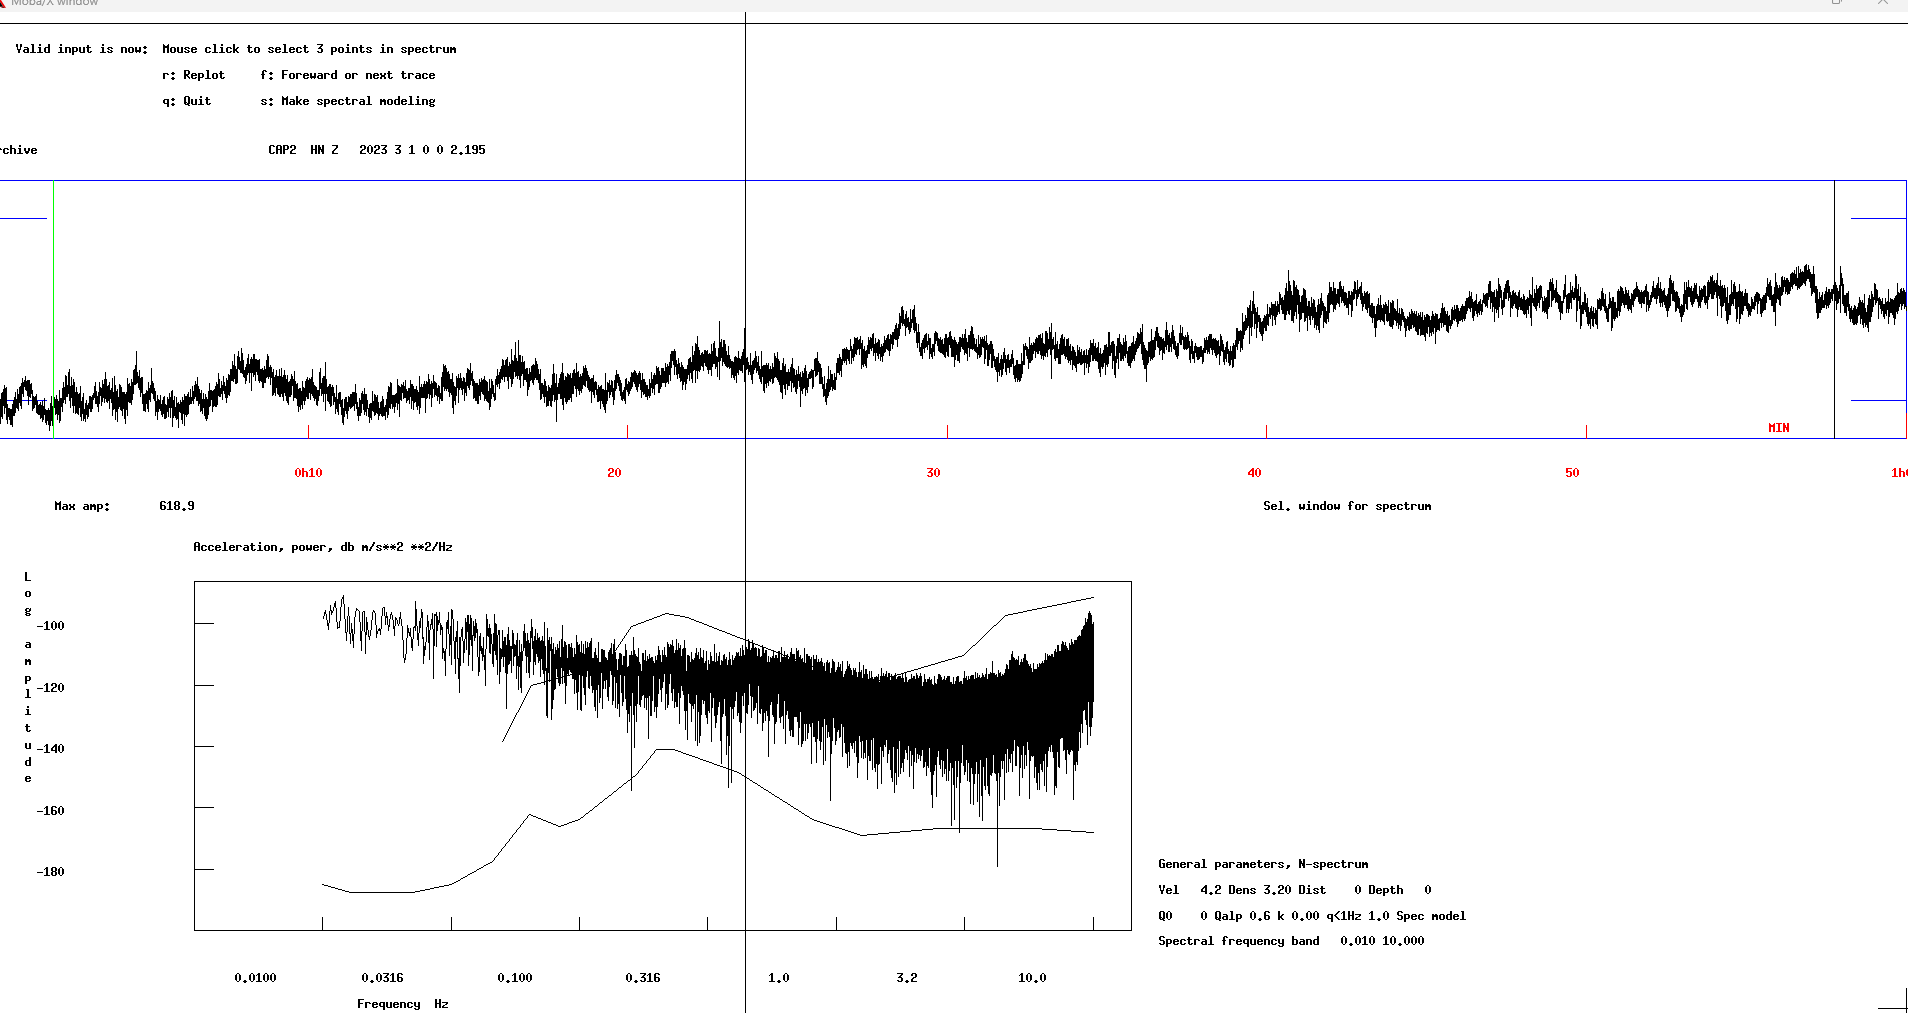 Moba/X window
Valid input is now:  Mouse click to select 3 points in spectrum
r: Replot     f: Foreward or next trace
q: Quit       s: Make spectral modeling
rchive
CAP2  HN Z   2023 3 1 0 0 2.195
MIN
0h10
20
30
40
50
Max amp:       618.9
Sel. window for spectrum
Acceleration, power, db m/s**2 **2/Hz
Log amplitude
-100
-120
-140
-160
-180
General parameters, N-spectrum
Vel   4.2 Dens 3.20 Dist    0 Depth   0
Q0    0 Qalp 0.6 k 0.00 q<1Hz 1.0 Spec model
Spectral frequency band   0.010 10.000
0.0100
0.0316
0.100
0.316
1.0
3.2
10.0
Frequency  Hz